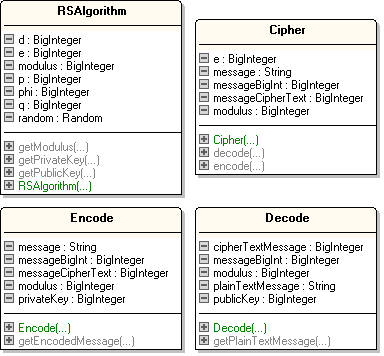 RSAlgorithm
d : BigInteger
e : BigInteger
modulus : BigInteger
p : BigInteger
phi : BigInteger
q : BigInteger
random : Random
getModulus(...)
getPrivateKey(...)
getPublicKey(...)
RSAlgorithm(...)
Cipher
e : BigInteger
message : String
messageBigInt : BigInteger
messageCipherText : BigInteger
modulus : BigInteger
Cipher(...)
decode(...)
encode(...)
Encode
message : String
messageBigInt : BigInteger
messageCipherText : BigInteger
modulus : BigInteger
privateKey : BigInteger
Encode(...)
getEncodedMessage(...)
Decode
cipherTextMessage : BigInteger
messageBigInt : BigInteger
modulus : BigInteger
plainTextMessage : String
publicKey : BigInteger
Decode(...)
getPlainTextMessage(...)